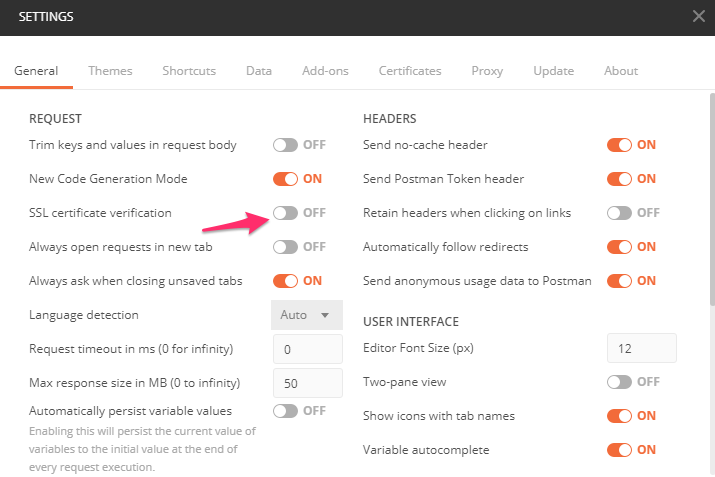 SETTINGS
General Themes Shortcuts Data Add-ons Certificates Proxy Update About
REQUEST
Trim keys and values in request body OFF
New Code Generation Mode ON
SSL certificate verification OFF
Always open requests in new tab OFF
Always ask when closing unsaved tabs ON
Language detection Auto
Request timeout in ms (0 for infinity) 0
Max response size in MB (0 to infinity) 50
Automatically persist variable values OFF
Enabling this will persist the current value of
variables to the initial value at the end of
every request execution.
HEADERS
Send no-cache header ON
Send Postman Token header ON
Retain headers when clicking on links OFF
Automatically follow redirects ON
Send anonymous usage data to Postman ON
USER INTERFACE
Editor Font Size (px) 12
Two-pane view OFF
Show icons with tab names ON
Variable autocomplete ON